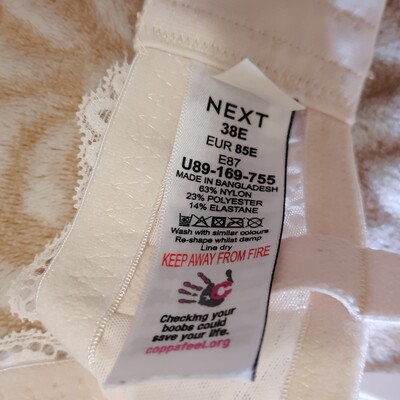 NEXT
38E
EUR 85E
E87
U89-169-755
MADE IN BANGLADESH
63% NYLON
23% POLYESTER
14% ELASTANE
Wash with similar colours
Re-shape whilst damp
Line dry
KEEP AWAY FROM FIRE
Checking your
boobs could
save your life.
coppafeel.org